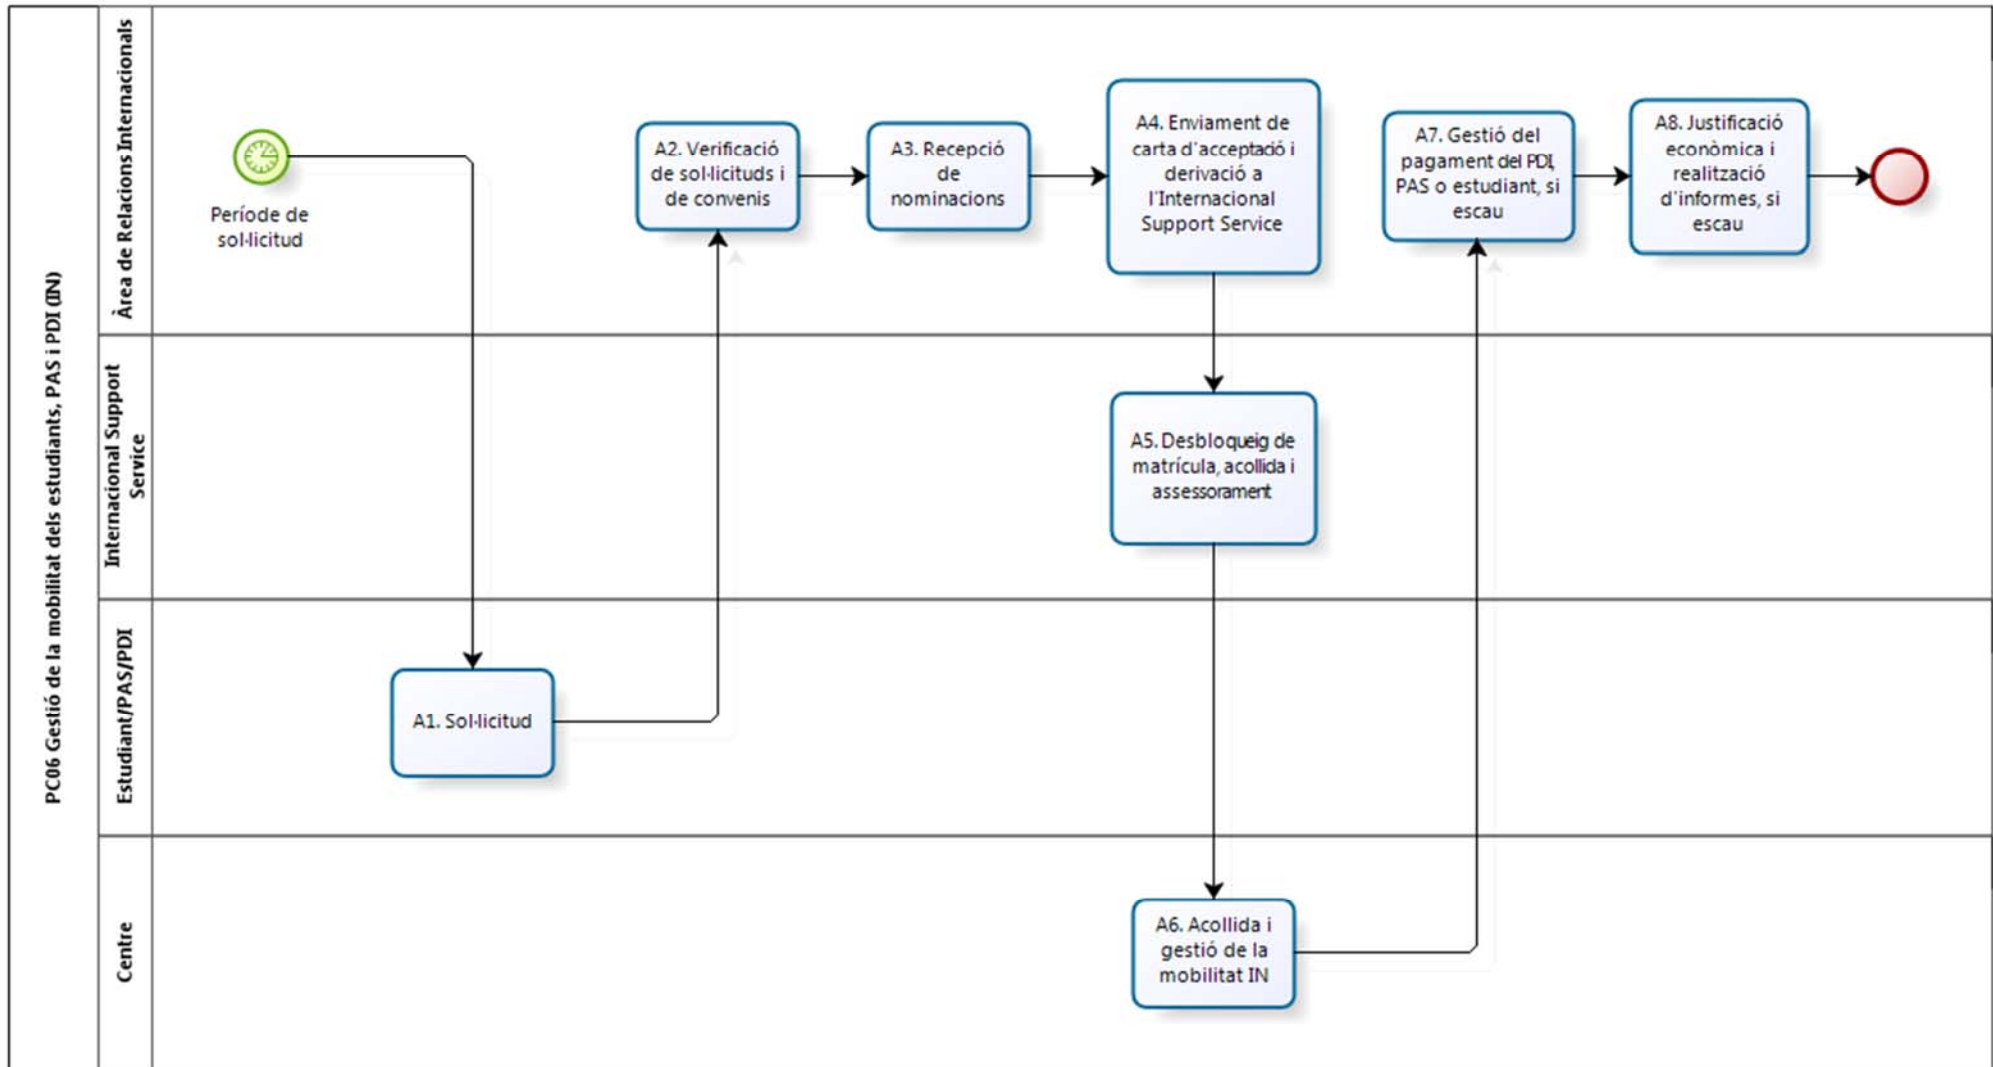 PC06 Gestió de la mobilitat dels estudiants, PAS i PDI (IN)
Àrea de Relacions Internacionals
Període de
sol·licitud
A2. Verificació
de sol·licituds i
de convenis
A3. Recepció
de
nominacions
A4. Enviament de
carta d'acceptació i
derivació a
l'Internacional
Support Service
A7. Gestió del
pagament del PDI,
PAS o estudiant, si
escau
A8. Justificació
econòmica i
realització
d'informes, si
escau
Internacional Support
Service
A5. Desbloqueig de
matrícula, acollida i
assessorament
Estudiant/PAS/PDI
A1. Sol·licitud
Centre
A6. Acollida i
gestió de la
mobilitat IN